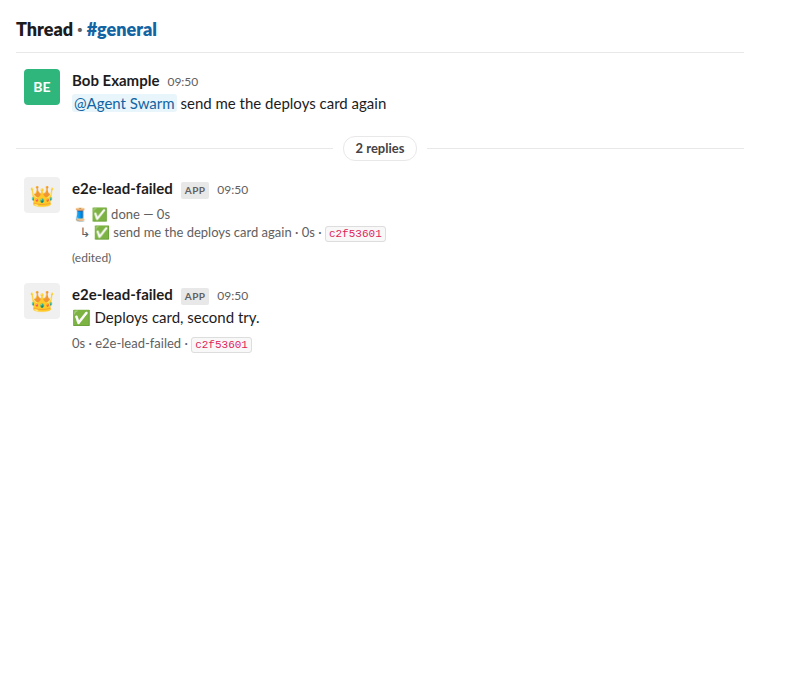 Thread • #general
BE
Bob Example 09:50
@Agent Swarm send me the deploys card again
2 replies
e2e-lead-failed APP 09:50
🧵 ✅ done — 0s
↳ ✅ send me the deploys card again · 0s · c2f53601
(edited)
e2e-lead-failed APP 09:50
✅ Deploys card, second try.
0s · e2e-lead-failed · c2f53601